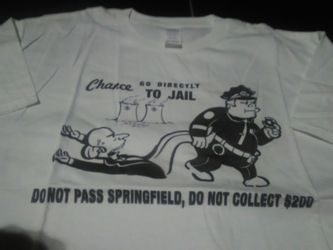 Chance GO DIRECTLY
TO JAIL
DO NOT PASS SPRINGFIELD, DO NOT COLLECT $200